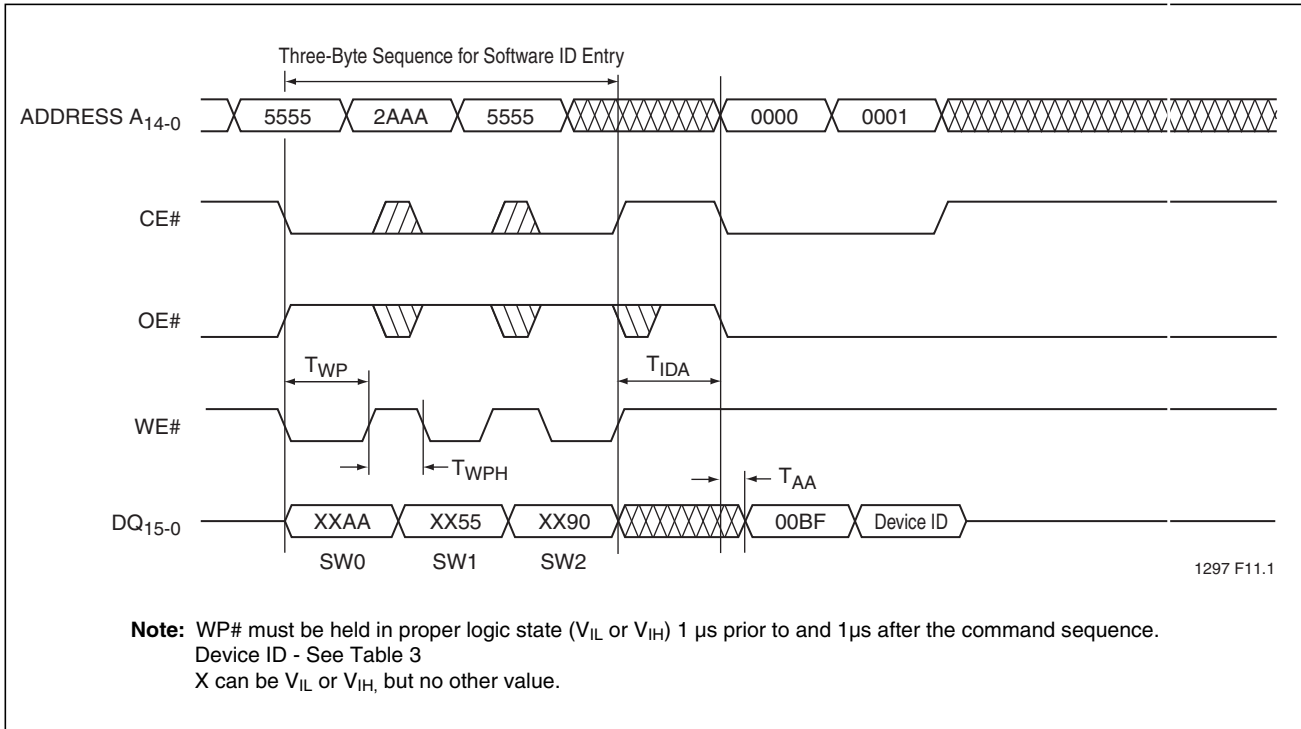 Three-Byte Sequence for Software ID Entry
ADDRESS A14-0 5555 2AAA 5555 0000 0001
CE#
OE#
TWP TIDA
WE#
TWPH TAA
DQ15-0 XXAA XX55 XX90 00BF Device ID
SW0 SW1 SW2
1297 F11.1
Note: WP# must be held in proper logic state (VIL or VIH) 1 µs prior to and 1µs after the command sequence.
Device ID - See Table 3
X can be VIL or VIH, but no other value.